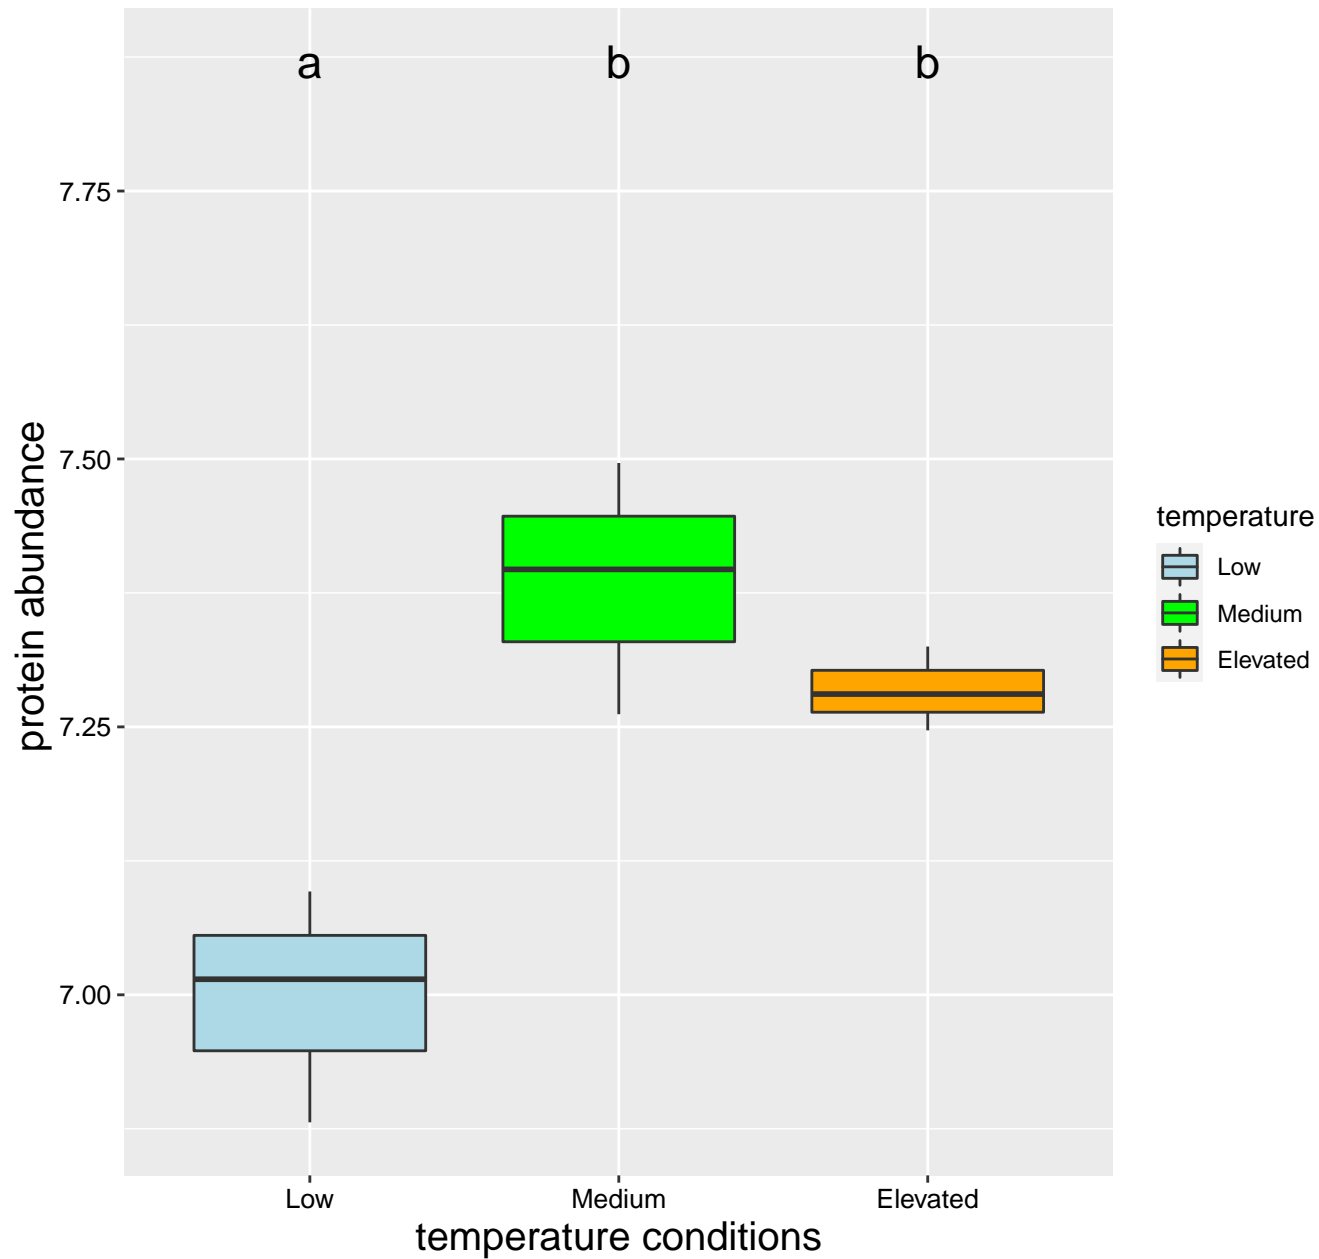 a b b
7.75
7.50
7.25
7.00
protein abundance
Low Medium Elevated
temperature conditions
temperature
Low
Medium
Elevated